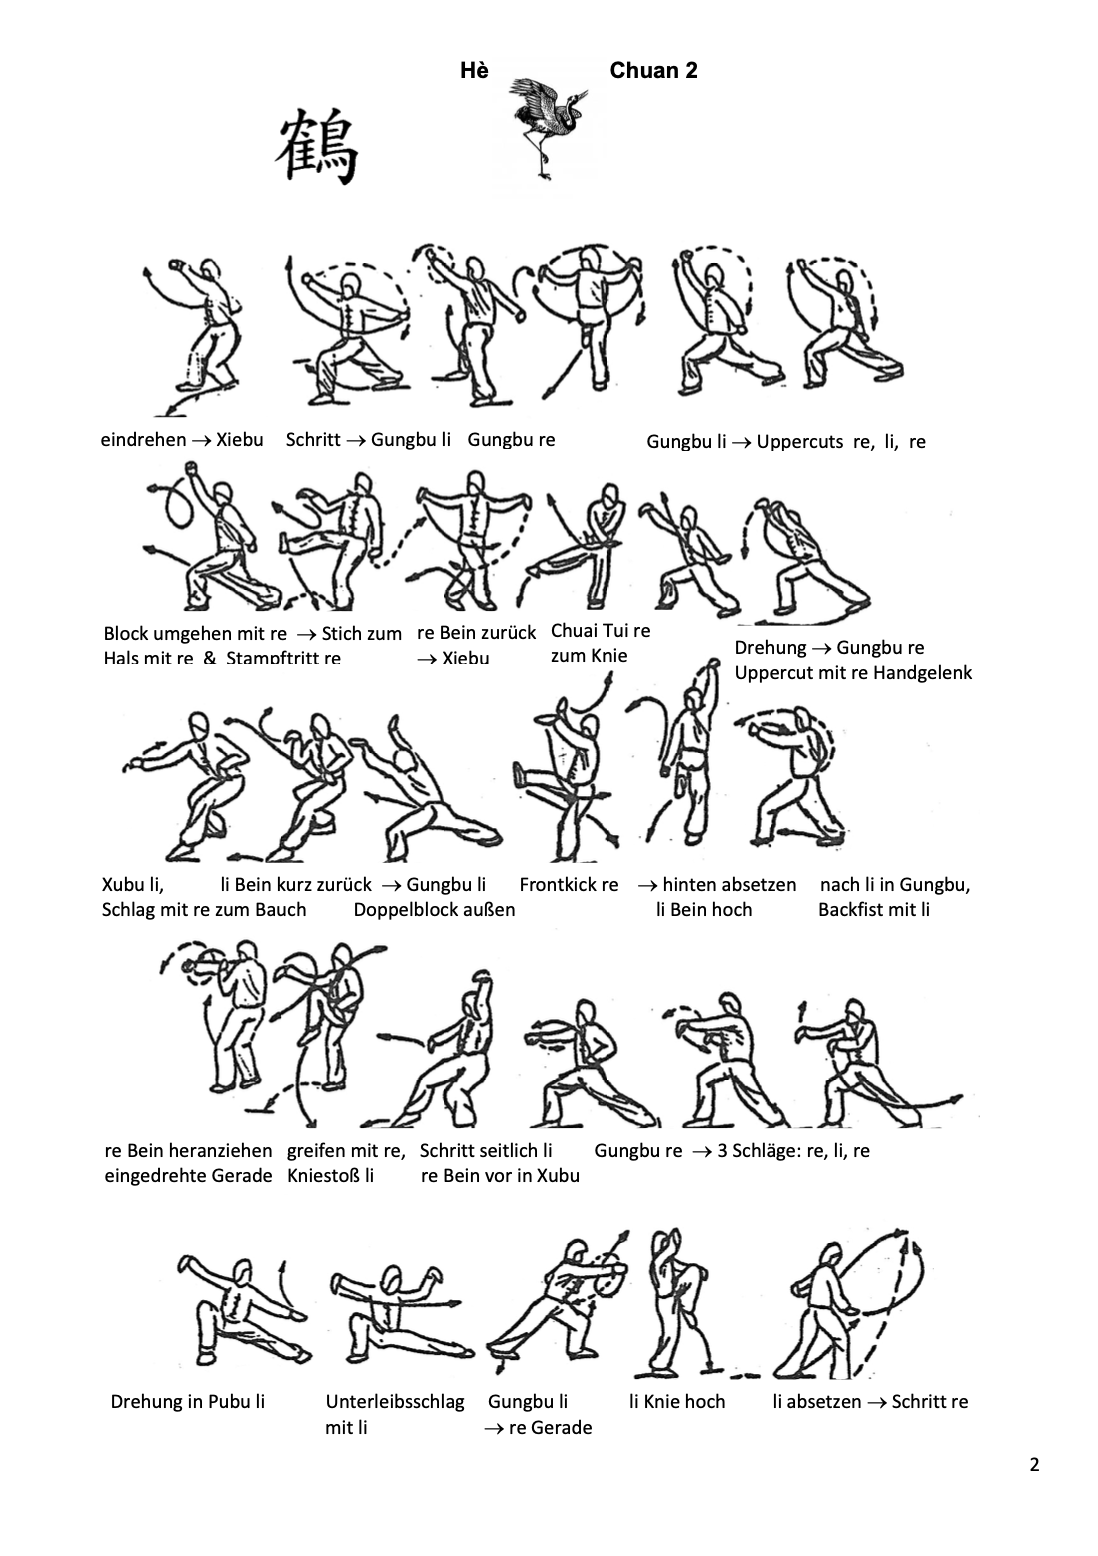 Hè Chuan 2
鶴
eindrehen → Xiebu Schritt → Gungbu li Gungbu re Gungbu li → Uppercuts re, li, re
Block umgehen mit re → Stich zum re Bein zurück Chuai Tui re Drehung → Gungbu re
Hals mit re & Stampftritt re → Xiebu zum Knie Uppercut mit re Handgelenk
Xubu li, li Bein kurz zurück → Gungbu li Frontkick re → hinten absetzen nach li in Gungbu,
Schlag mit re zum Bauch Doppelblock außen li Bein hoch Backfist mit li
re Bein heranziehen greifen mit re, Schritt seitlich li Gungbu re → 3 Schläge: re, li, re
eingedrehte Gerade Kniestoß li re Bein vor in Xubu
Drehung in Pubu li Unterleibsschlag Gungbu li li Knie hoch li absetzen → Schritt re
mit li → re Gerade
2